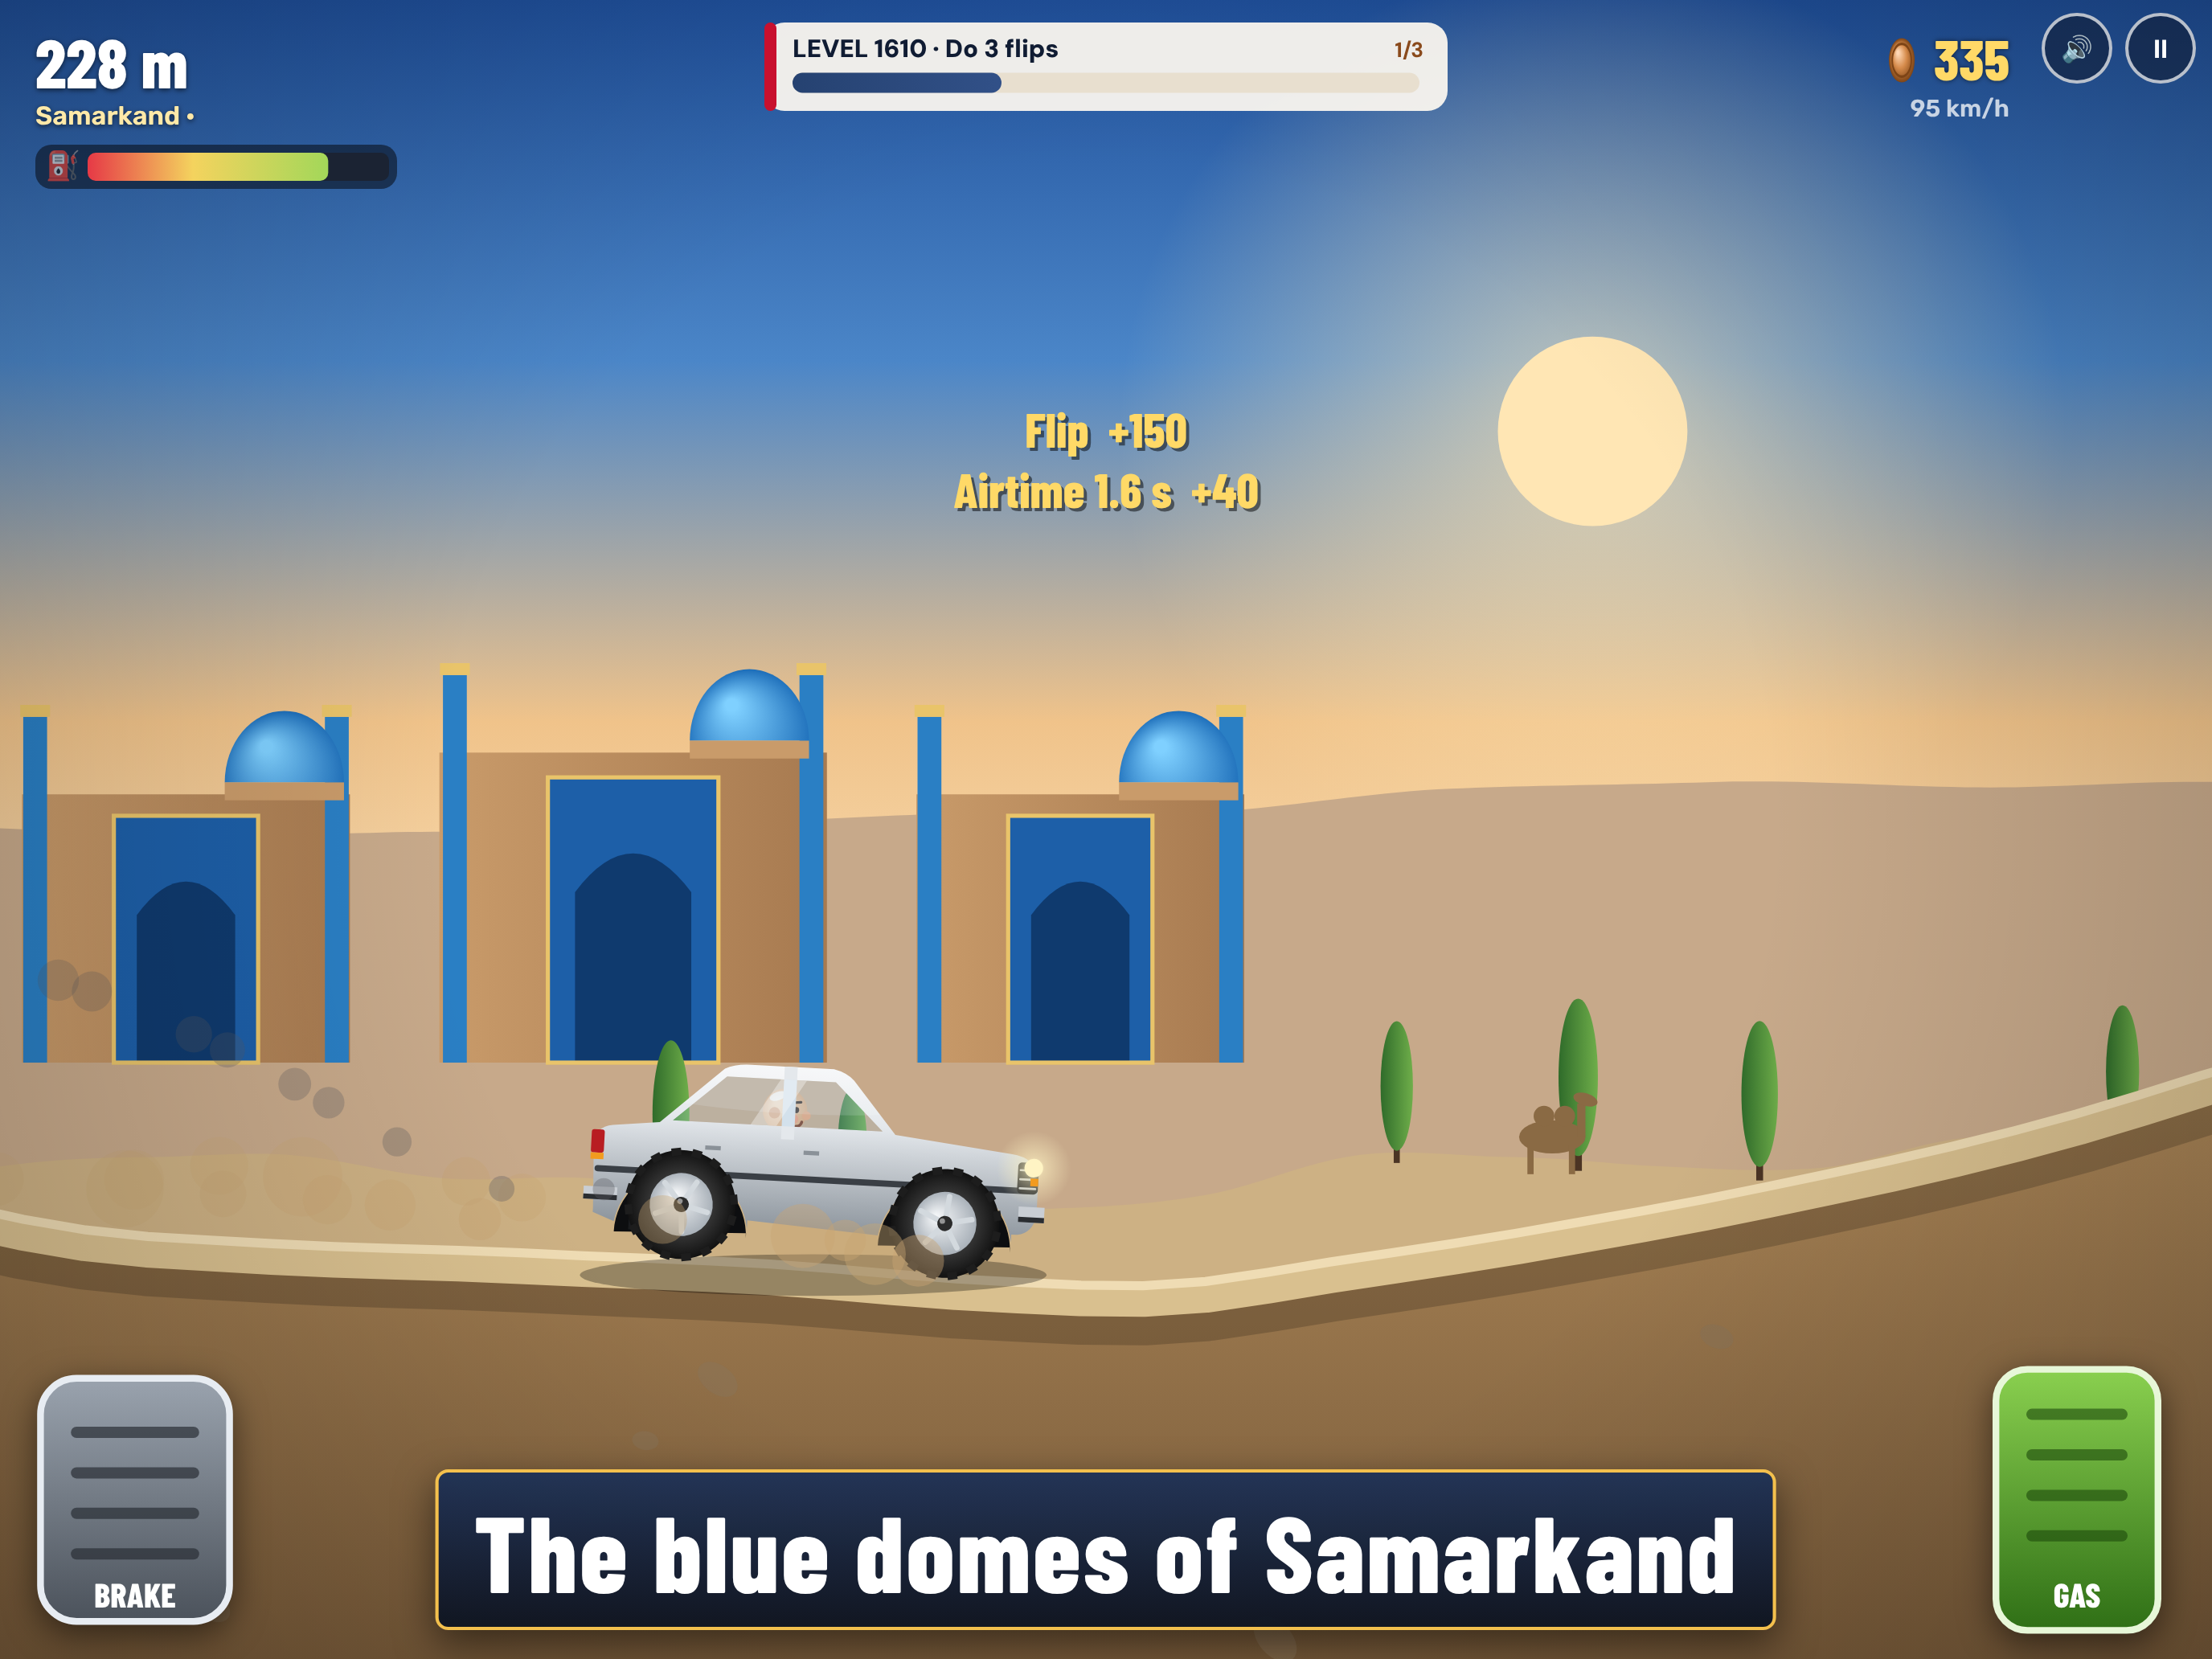 228 m
Samarkand •
LEVEL 1610 · Do 3 flips 1/3
335
95 km/h
Flip +150
Airtime 1.6 s +40
BRAKE
The blue domes of Samarkand
GAS